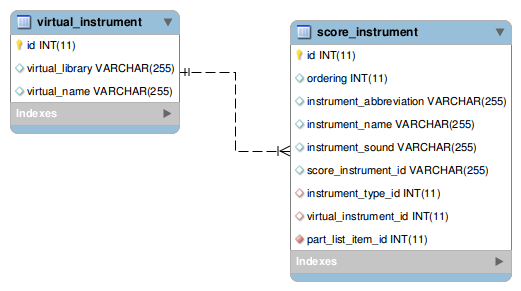 virtual_instrument
id INT(11)
virtual_library VARCHAR(255)
virtual_name VARCHAR(255)
Indexes
score_instrument
id INT(11)
ordering INT(11)
instrument_abbreviation VARCHAR(255)
instrument_name VARCHAR(255)
instrument_sound VARCHAR(255)
score_instrument_id VARCHAR(255)
instrument_type_id INT(11)
virtual_instrument_id INT(11)
part_list_item_id INT(11)
Indexes